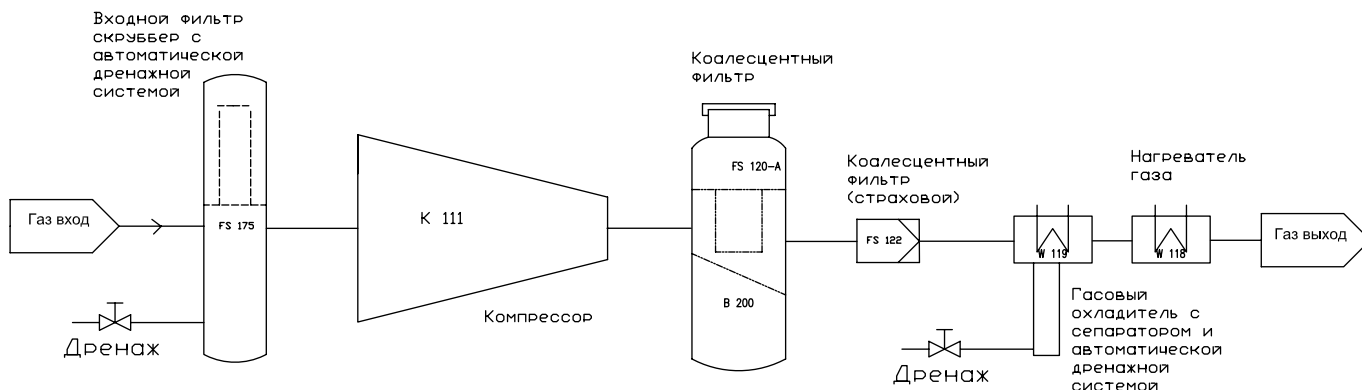 Входной фильтр
скруббер с
автоматической
дренажной
системой
Газ вход
FS 175
Дренаж
K 111
Компрессор
Коалесцентный
фильтр
FS 120-A
B 200
Коалесцентный
фильтр
(страховой)
FS 122
Нагреватель
газа
W 119
W 118
Газ выход
Гасовый
охладитель с
сепаратором и
автоматической
дренажной
системой
Дренаж